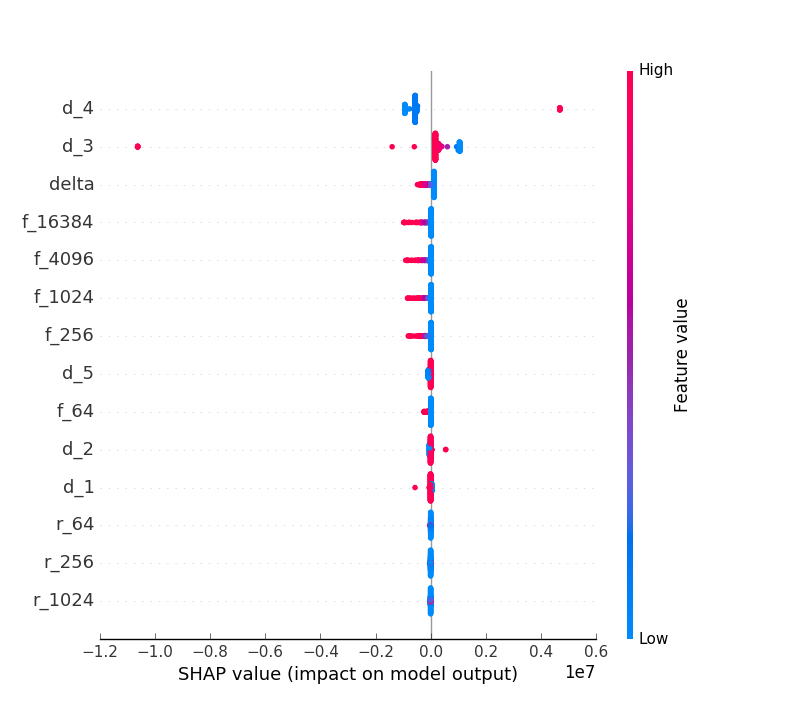 High
d_4
d_3
delta
f_16384
f_4096
f_1024
f_256
Feature value
d_5
f_64
d_2
d_1
r_64
r_256
r_1024
Low
−1.2 −1.0 −0.8 −0.6 −0.4 −0.2 0.0 0.2 0.4 0.6
SHAP value (impact on model output) 1e7